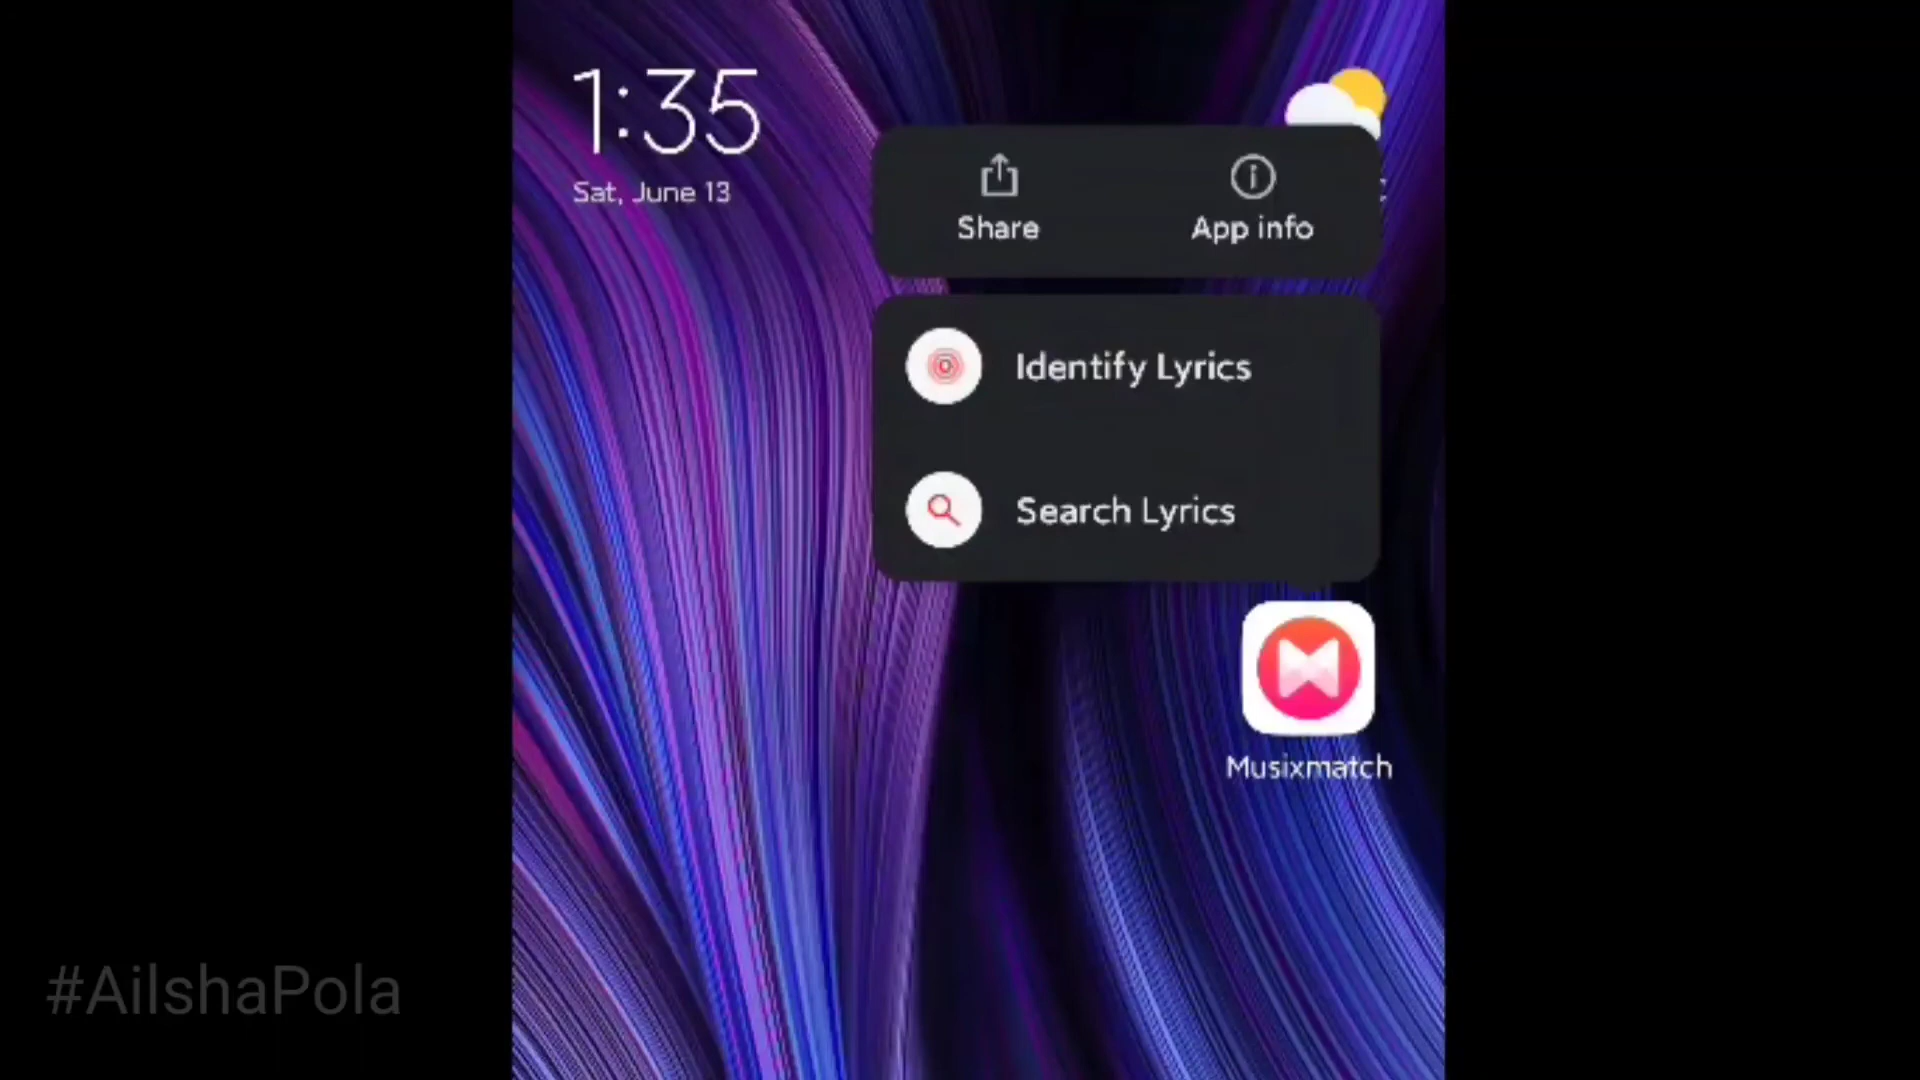 1:35
Sat, June 13
Share
App info
Identify Lyrics
Search Lyrics
Musixmatch
#AilshaPola